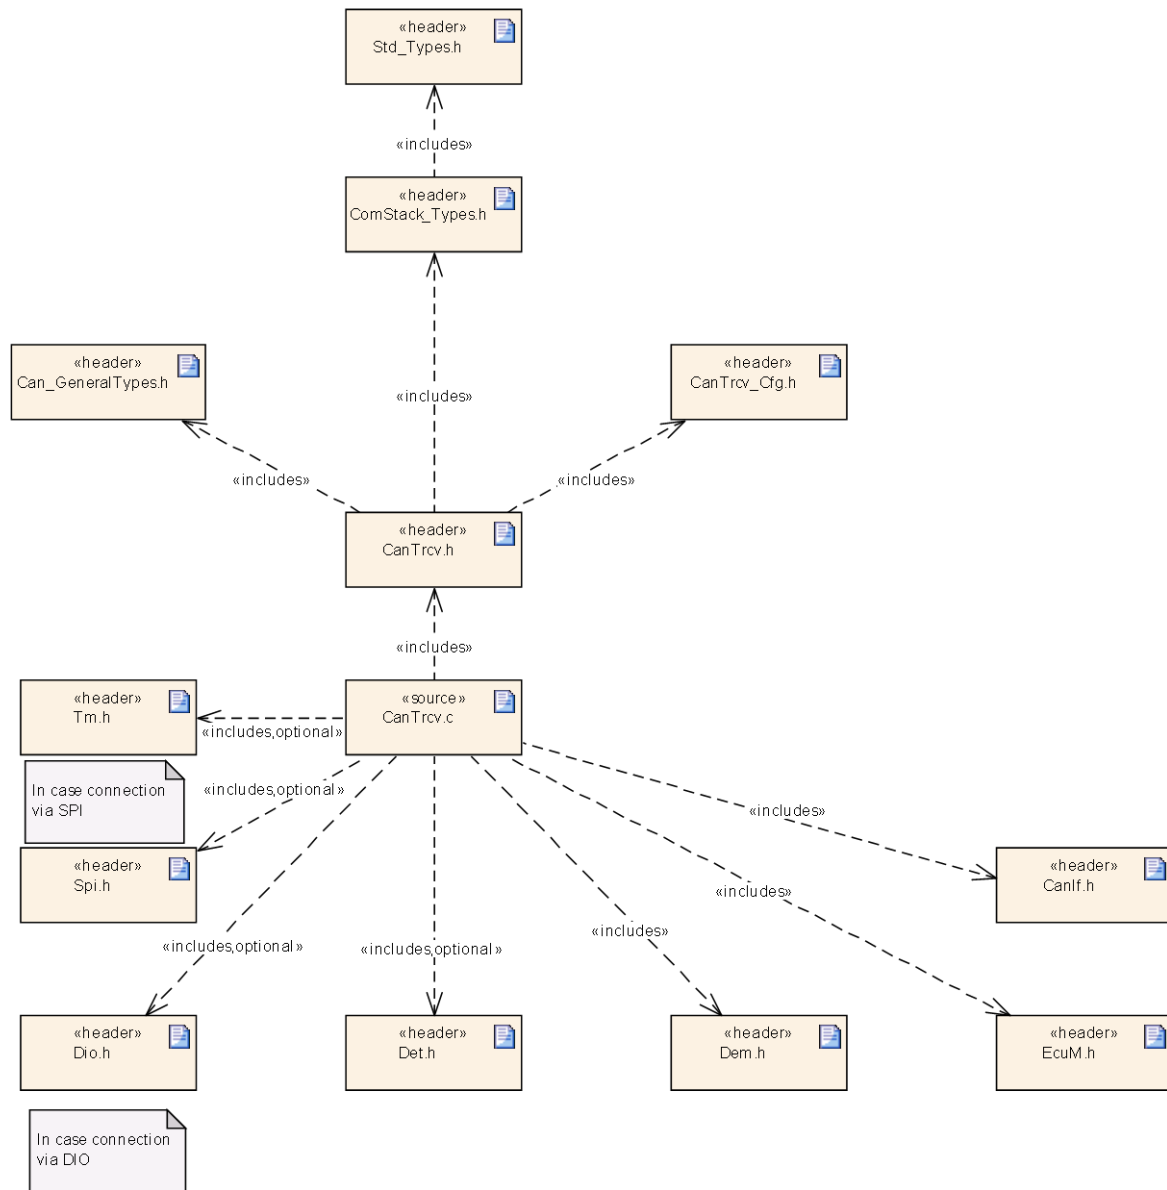 «header»
Std_Types.h
«includes»
«header»
ComStack_Types.h
«header»
Can_GeneralTypes.h
«header»
CanTrcv_Cfg.h
«includes»
«includes»
«includes»
«header»
CanTrcv.h
«includes»
«header»
Tm.h
«source»
CanTrcv.c
«includes,optional»
In case connection
via SPI
«includes,optional»
«includes»
«header»
Spi.h
«header»
CanIf.h
«includes»
«includes,optional»
«includes,optional»
«includes»
«header»
Dio.h
«header»
Det.h
«header»
Dem.h
«header»
EcuM.h
In case connection
via DIO